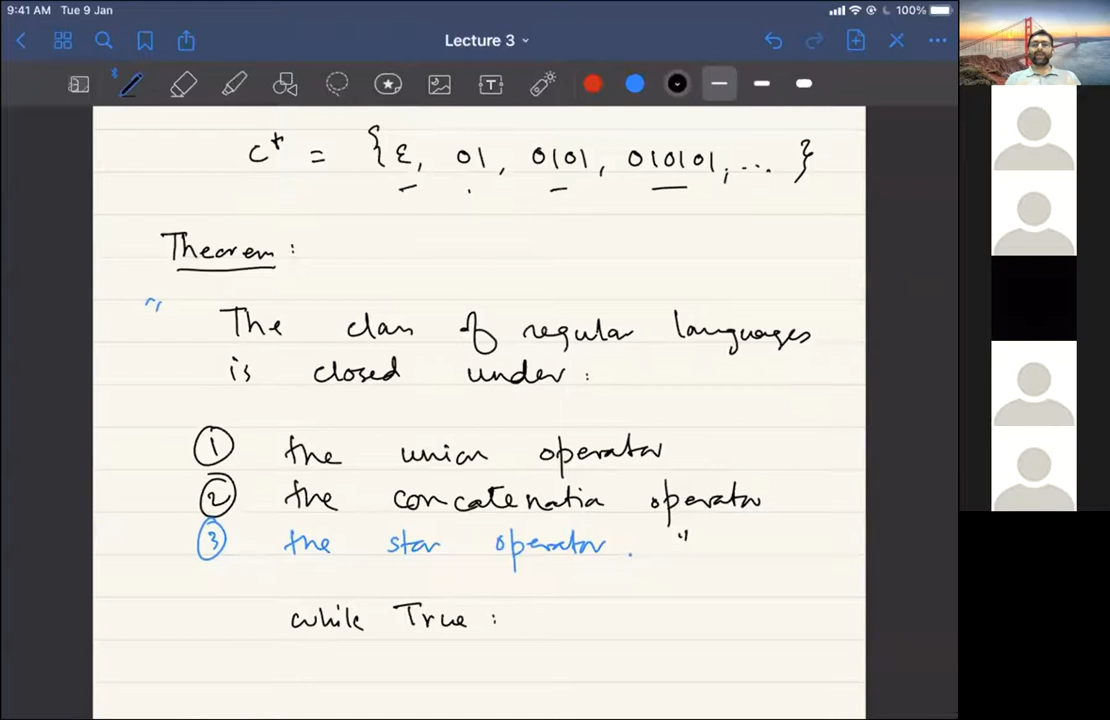 9:41 AM Tue 9 Jan
100%
Lecture 3
T
C* = {ε, 01, 0101, 010101, ... }
Theorem:
" The class of regular languages
is closed under:
① the union operator
② the concatenation operator
③ the star operator. "
while True: